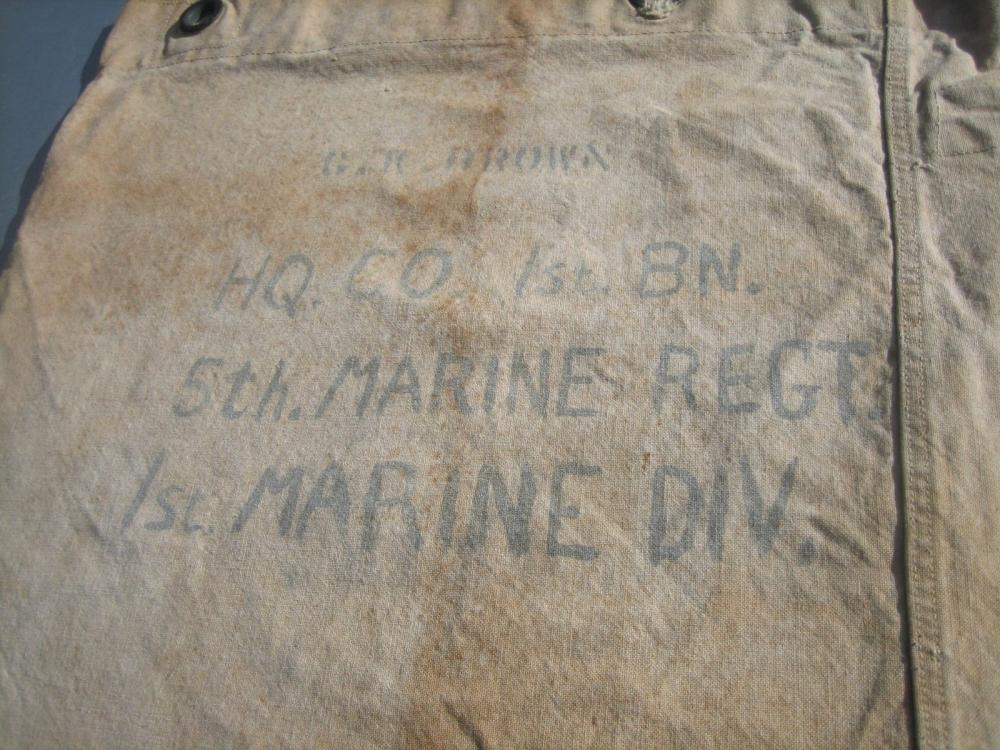 BROWN
HQ. CO. 1st. BN.
5th. MARINE REGT.
1st. MARINE DIV.